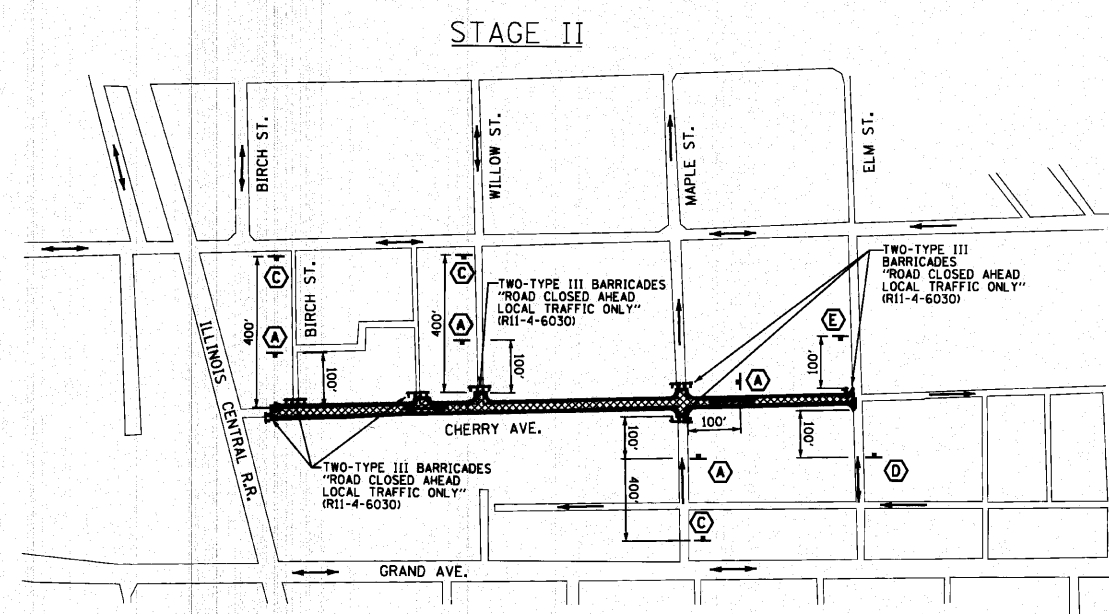 STAGE II
BIRCH ST.
WILLOW ST.
MAPLE ST.
ELM ST.
C
400'
A
BIRCH ST.
100'
C
400'
A
TWO-TYPE III BARRICADES
"ROAD CLOSED AHEAD
LOCAL TRAFFIC ONLY"
(R11-4-6030)
100'
TWO-TYPE III
BARRICADES
"ROAD CLOSED AHEAD
LOCAL TRAFFIC ONLY"
(R11-4-6030)
E
100'
A
100'
ILLINOIS CENTRAL R.R.
CHERRY AVE.
TWO-TYPE III BARRICADES
"ROAD CLOSED AHEAD
LOCAL TRAFFIC ONLY"
(R11-4-6030)
100'
A
400'
C
100'
D
GRAND AVE.